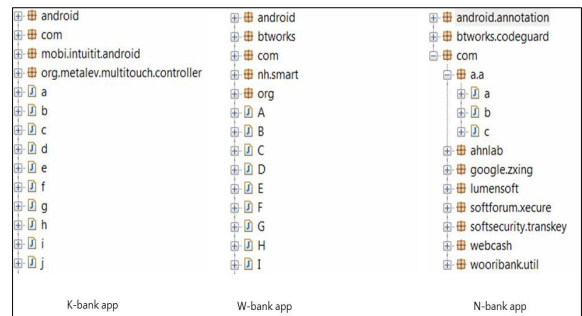 android
com
mobi.intuitit.android
org.metalev.multitouch.controller
a
b
c
d
e
f
g
h
i
j
K-bank app
android
btworks
com
nh.smart
org
A
B
C
D
E
F
G
H
I
W-bank app
android.annotation
btworks.codeguard
com
a.a
a
b
c
ahnlab
google.zxing
lumensoft
softforum.xecure
softsecurity.transkey
webcash
wooribank.util
N-bank app